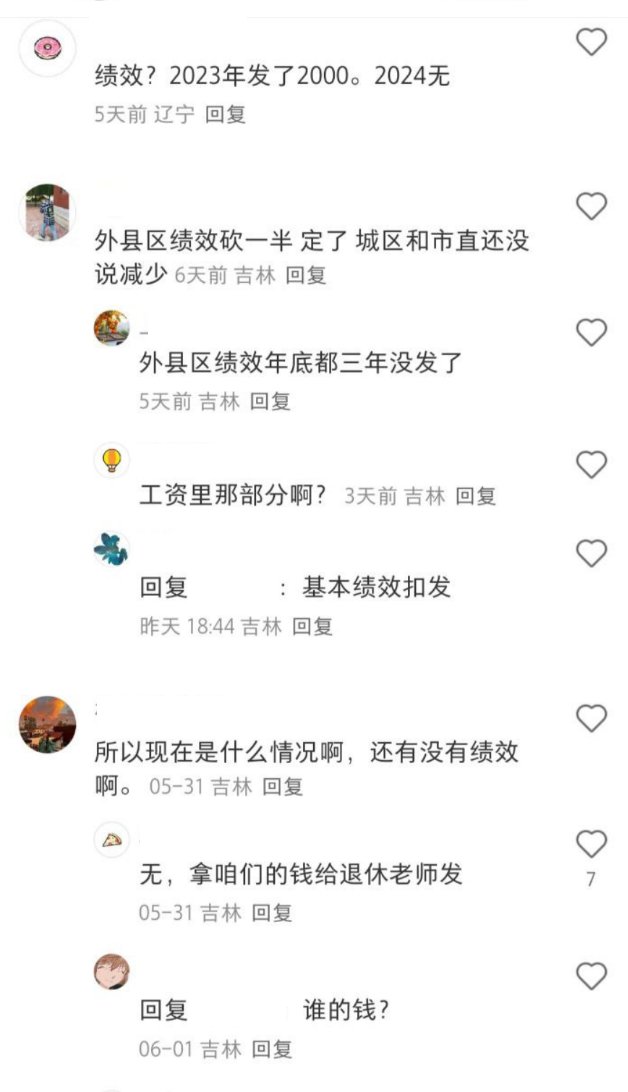 绩效？2023年发了2000。2024无
5天前 辽宁 回复
外县区绩效砍一半 定了 城区和市直还没
说减少 6天前 吉林 回复
外县区绩效年底都三年没发了
5天前 吉林 回复
工资里那部分啊？ 3天前 吉林 回复
回复 ：基本绩效扣发
昨天 18:44 吉林 回复
所以现在是什么情况啊，还有没有绩效
啊。 05-31 吉林 回复
无，拿咱们的钱给退休老师发
7
05-31 吉林 回复
回复 谁的钱？
06-01 吉林 回复